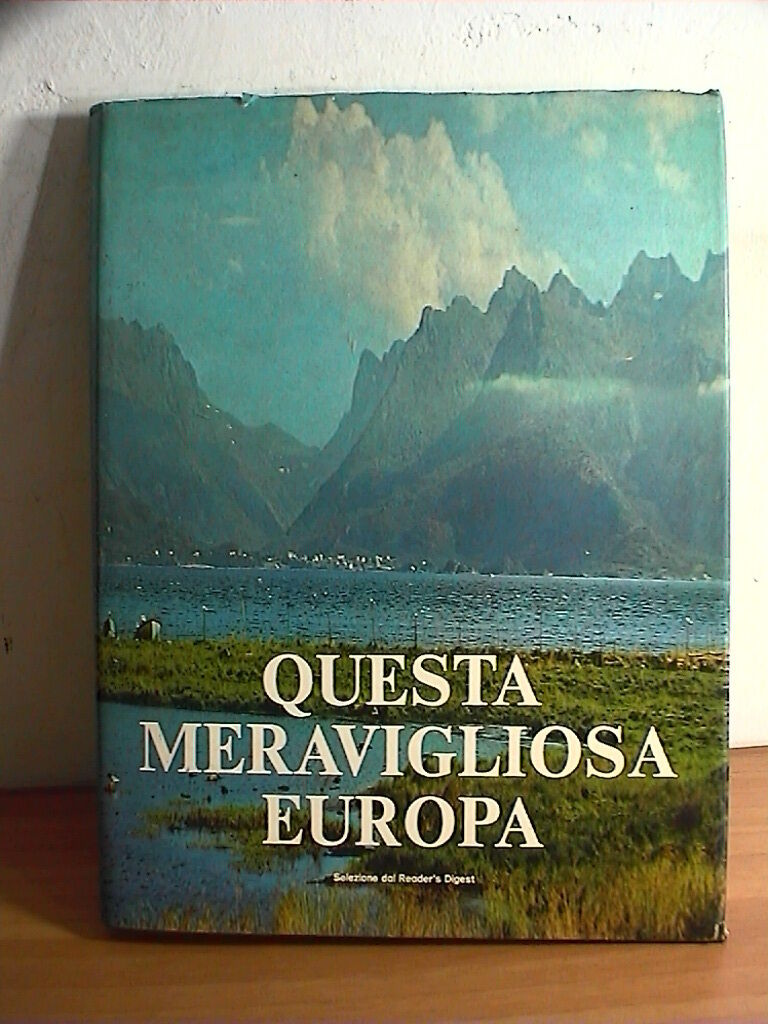 QUESTA
MERAVIGLIOSA
EUROPA
Selezione dal Reader's Digest